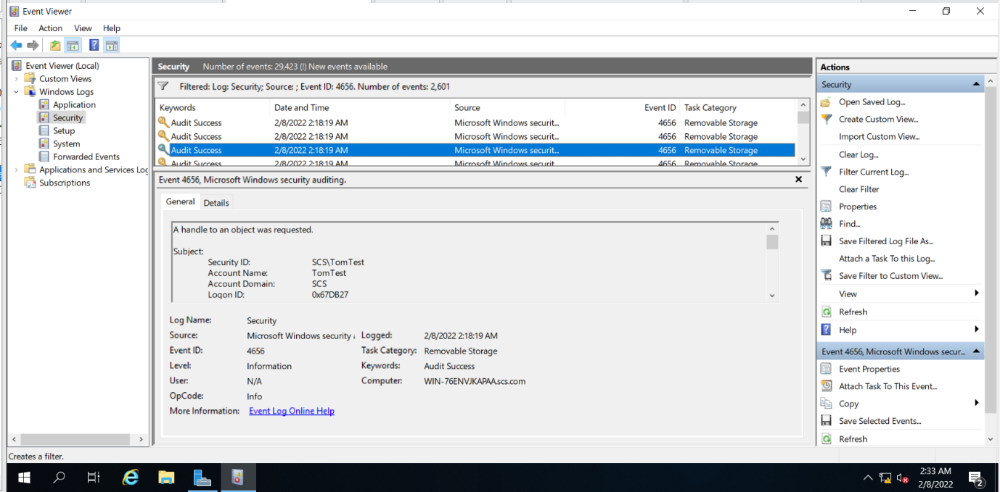 Event Viewer
File Action View Help
Event Viewer (Local)
Custom Views
Windows Logs
Application
Security
Setup
System
Forwarded Events
Applications and Services Log
Subscriptions
Security Number of events: 29,423 (!) New events available
Filtered: Log: Security; Source: ; Event ID: 4656. Number of events: 2,601
Keywords Date and Time Source Event ID Task Category
Audit Success 2/8/2022 2:18:19 AM Microsoft Windows securit... 4656 Removable Storage
Audit Success 2/8/2022 2:18:19 AM Microsoft Windows securit... 4656 Removable Storage
Audit Success 2/8/2022 2:18:19 AM Microsoft Windows securit... 4656 Removable Storage
Audit Success 2/8/2022 2:18:19 AM Microsoft Windows securit... 4656 Removable Storage
Event 4656, Microsoft Windows security auditing.
General Details
A handle to an object was requested.
Subject:
Security ID: SCS\TomTest
Account Name: TomTest
Account Domain: SCS
Logon ID: 0x67DB27
Log Name: Security
Source: Microsoft Windows security Logged: 2/8/2022 2:18:19 AM
Event ID: 4656 Task Category: Removable Storage
Level: Information Keywords: Audit Success
User: N/A Computer: WIN-76ENVJKAPAA.scs.com
OpCode: Info
More Information: Event Log Online Help
Actions
Security
Open Saved Log...
Create Custom View...
Import Custom View...
Clear Log...
Filter Current Log...
Clear Filter
Properties
Find...
Save Filtered Log File As...
Attach a Task To this Log...
Save Filter to Custom View...
View
Refresh
Help
Event 4656, Microsoft Windows secur...
Event Properties
Attach Task To This Event...
Copy
Save Selected Events...
Refresh
Creates a filter.
2:33 AM
2/8/2022
2